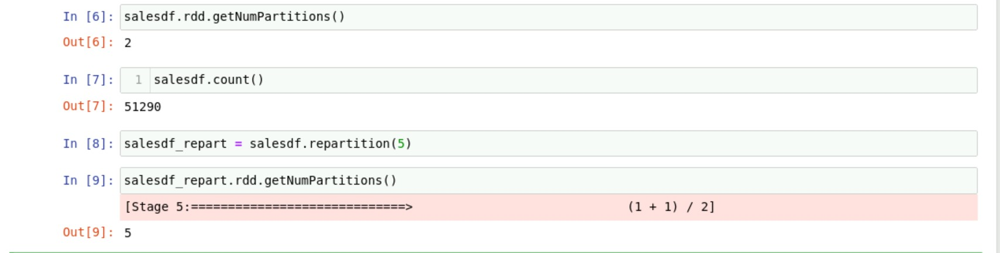 In [6]: salesdf.rdd.getNumPartitions()
Out[6]: 2
In [7]: 1 salesdf.count()
Out[7]: 51290
In [8]: salesdf_repart = salesdf.repartition(5)
In [9]: salesdf_repart.rdd.getNumPartitions()
[Stage 5:=============================>                             (1 + 1) / 2]
Out[9]: 5